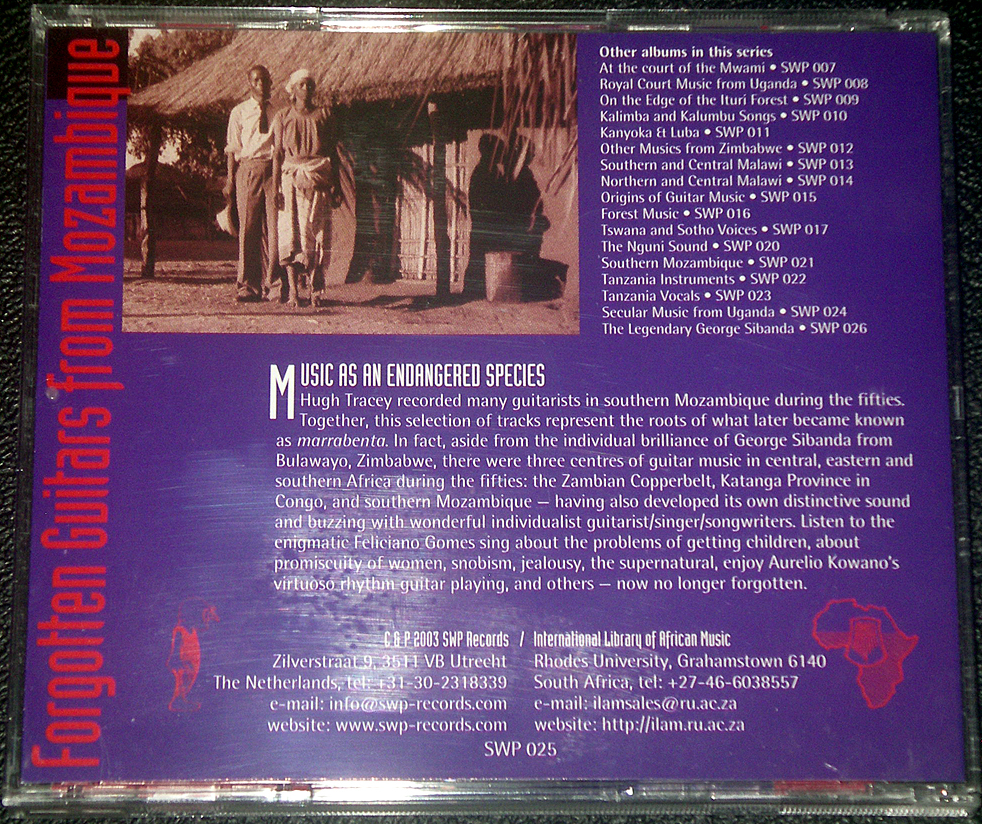 Forgotten Guitars from Mozambique
Other albums in this series
At the court of the Mwami • SWP 007
Royal Court Music from Uganda • SWP 008
On the Edge of the Ituri Forest • SWP 009
Kalimba and Kalumbu Songs • SWP 010
Kanyoka & Luba • SWP 011
Other Musics from Zimbabwe • SWP 012
Southern and Central Malawi • SWP 013
Northern and Central Malawi • SWP 014
Origins of Guitar Music • SWP 015
Forest Music • SWP 016
Tswana and Sotho Voices • SWP 017
The Nguni Sound • SWP 020
Southern Mozambique • SWP 021
Tanzania Instruments • SWP 022
Tanzania Vocals • SWP 023
Secular Music from Uganda • SWP 024
The Legendary George Sibanda • SWP 026
MUSIC AS AN ENDANGERED SPECIES
Hugh Tracey recorded many guitarists in southern Mozambique during the fifties.
Together, this selection of tracks represent the roots of what later became known
as marrabenta. In fact, aside from the individual brilliance of George Sibanda from
Bulawayo, Zimbabwe, there were three centres of guitar music in central, eastern and
southern Africa during the fifties: the Zambian Copperbelt, Katanga Province in
Congo, and southern Mozambique — having also developed its own distinctive sound
and buzzing with wonderful individualist guitarist/singer/songwriters. Listen to the
enigmatic Feliciano Gomes sing about the problems of getting children, about
promiscuity of women, snobism, jealousy, the supernatural, enjoy Aurelio Kowano's
virtuoso rhythm guitar playing, and others — now no longer forgotten.
C & P 2003 SWP Records / International Library of African Music
Zilverstraat 9, 3511 VB Utrecht Rhodes University, Grahamstown 6140
The Netherlands, tel: +31-30-2318339 South Africa, tel: +27-46-6038557
e-mail: info@swp-records.com e-mail: ilamsales@ru.ac.za
website: www.swp-records.com website: http://ilam.ru.ac.za
SWP 025